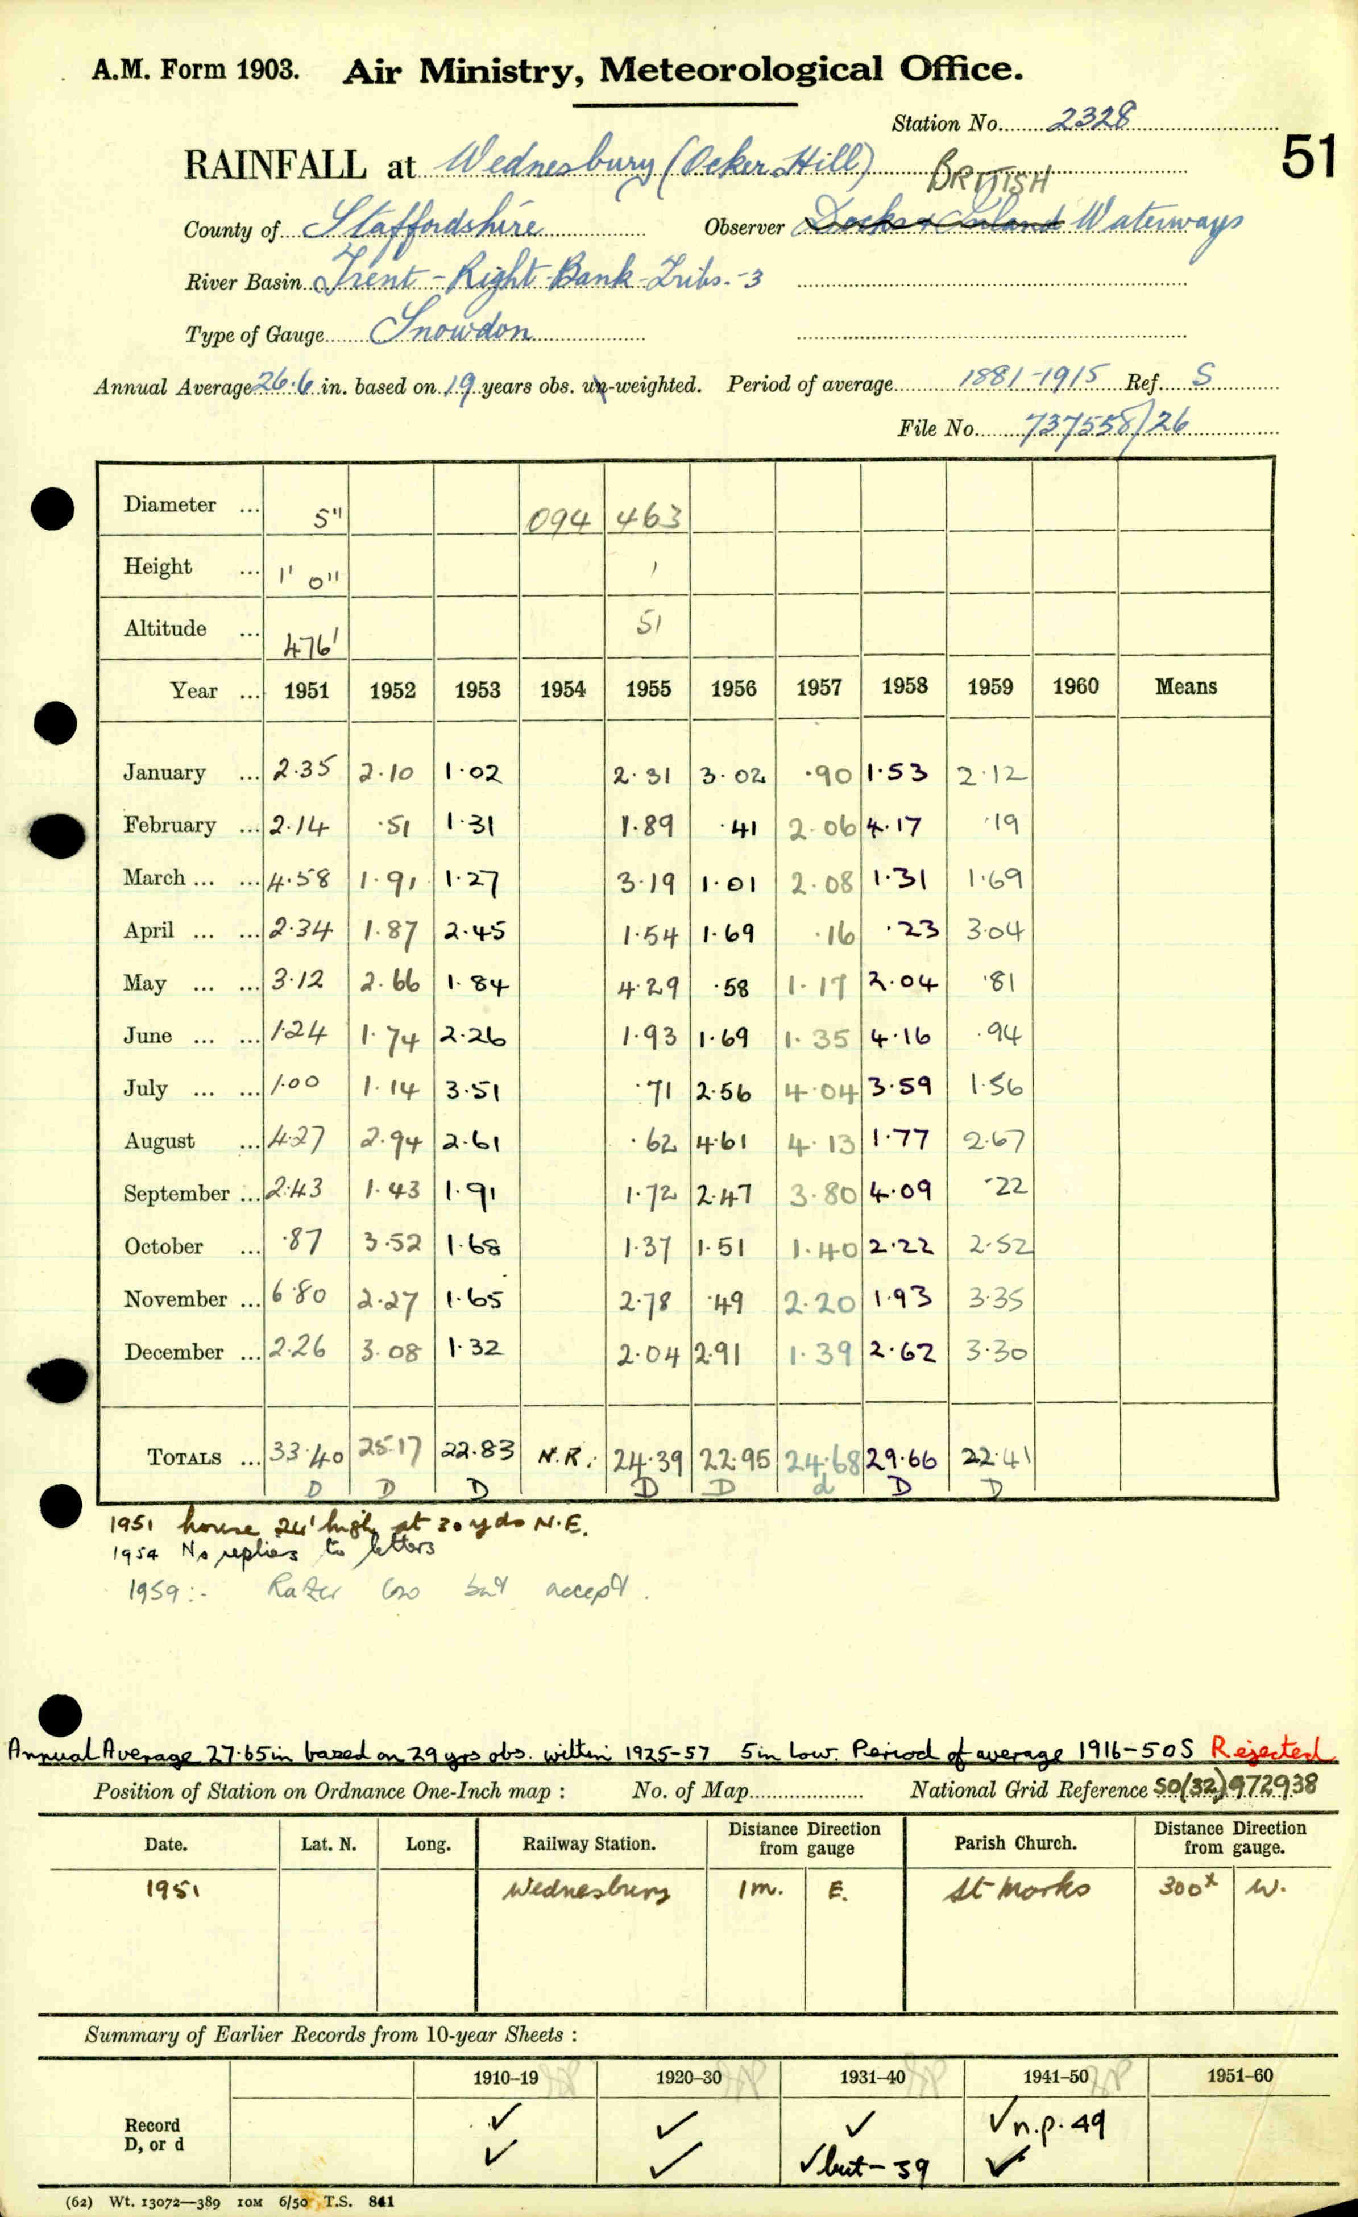 A.M. Form 1903. Air Ministry, Meteorological Office.
Station No. 2328
51
RAINFALL at Wednesbury (Ocker Hill)
BRITISH
County of Staffordshire Observer Docks & Inland Waterways
River Basin Trent - Right Bank Tribs. - 3
Type of Gauge Snowdon
Annual Average 26.6 in. based on 19 years obs. un-weighted. Period of average 1881-1915 Ref. S
File No. 737558/26
Diameter ... 5" 094 463
Height ... 1' 0" 1
Altitude ... 476' 51
Year ... 1951 1952 1953 1954 1955 1956 1957 1958 1959 1960 Means
January ... 2.35 2.10 1.02 2.31 3.02 .90 1.53 2.12
February ... 2.14 .51 1.31 1.89 .41 2.06 4.17 .19
March ... ... 4.58 1.91 1.27 3.19 1.01 2.08 1.31 1.69
April ... ... 2.34 1.87 2.45 1.54 1.69 .16 .23 3.04
May ... ... 3.12 2.66 1.84 4.29 .58 1.17 2.04 .81
June ... ... 1.24 1.74 2.26 1.93 1.69 1.35 4.16 .94
July ... ... 1.00 1.14 3.51 .71 2.56 4.04 3.59 1.56
August ... 4.27 2.94 2.61 .62 4.61 4.13 1.77 2.67
September ... 2.43 1.43 1.91 1.72 2.47 3.80 4.09 .22
October ... .87 3.52 1.68 1.37 1.51 1.40 2.22 2.52
November ... 6.80 2.27 1.65 2.78 .49 2.20 1.93 3.35
December ... 2.26 3.08 1.32 2.04 2.91 1.39 2.62 3.30
TOTALS ... 33.40 25.17 22.83 N.R. 24.39 22.95 24.68 29.66 22.41
D D D D D d D D
1951 house 24' high at 30 yds N.E.
1954 No replies to letters
1959 :- Rather low but accept.
Annual Average 27.65in based on 29 yrs obs. within 1925-57 5in Low. Period of average 1916-50 S Rejected
Position of Station on Ordnance One-Inch map : No. of Map National Grid Reference SO(32)972938
Date. Lat. N. Long. Railway Station. Distance from Direction gauge Parish Church. Distance from Direction gauge.
1951 Wednesbury 1m. E. St Marks 300x W.
Summary of Earlier Records from 10-year Sheets :
1910–19 1920–30 1931–40 1941–50 1951–60
Record ✓ ✓ ✓ ✓ n.p. 49
D, or d ✓ ✓ ✓ but - 39 ✓
(62) Wt. 13072—389 10M 6/50 T.S. 841